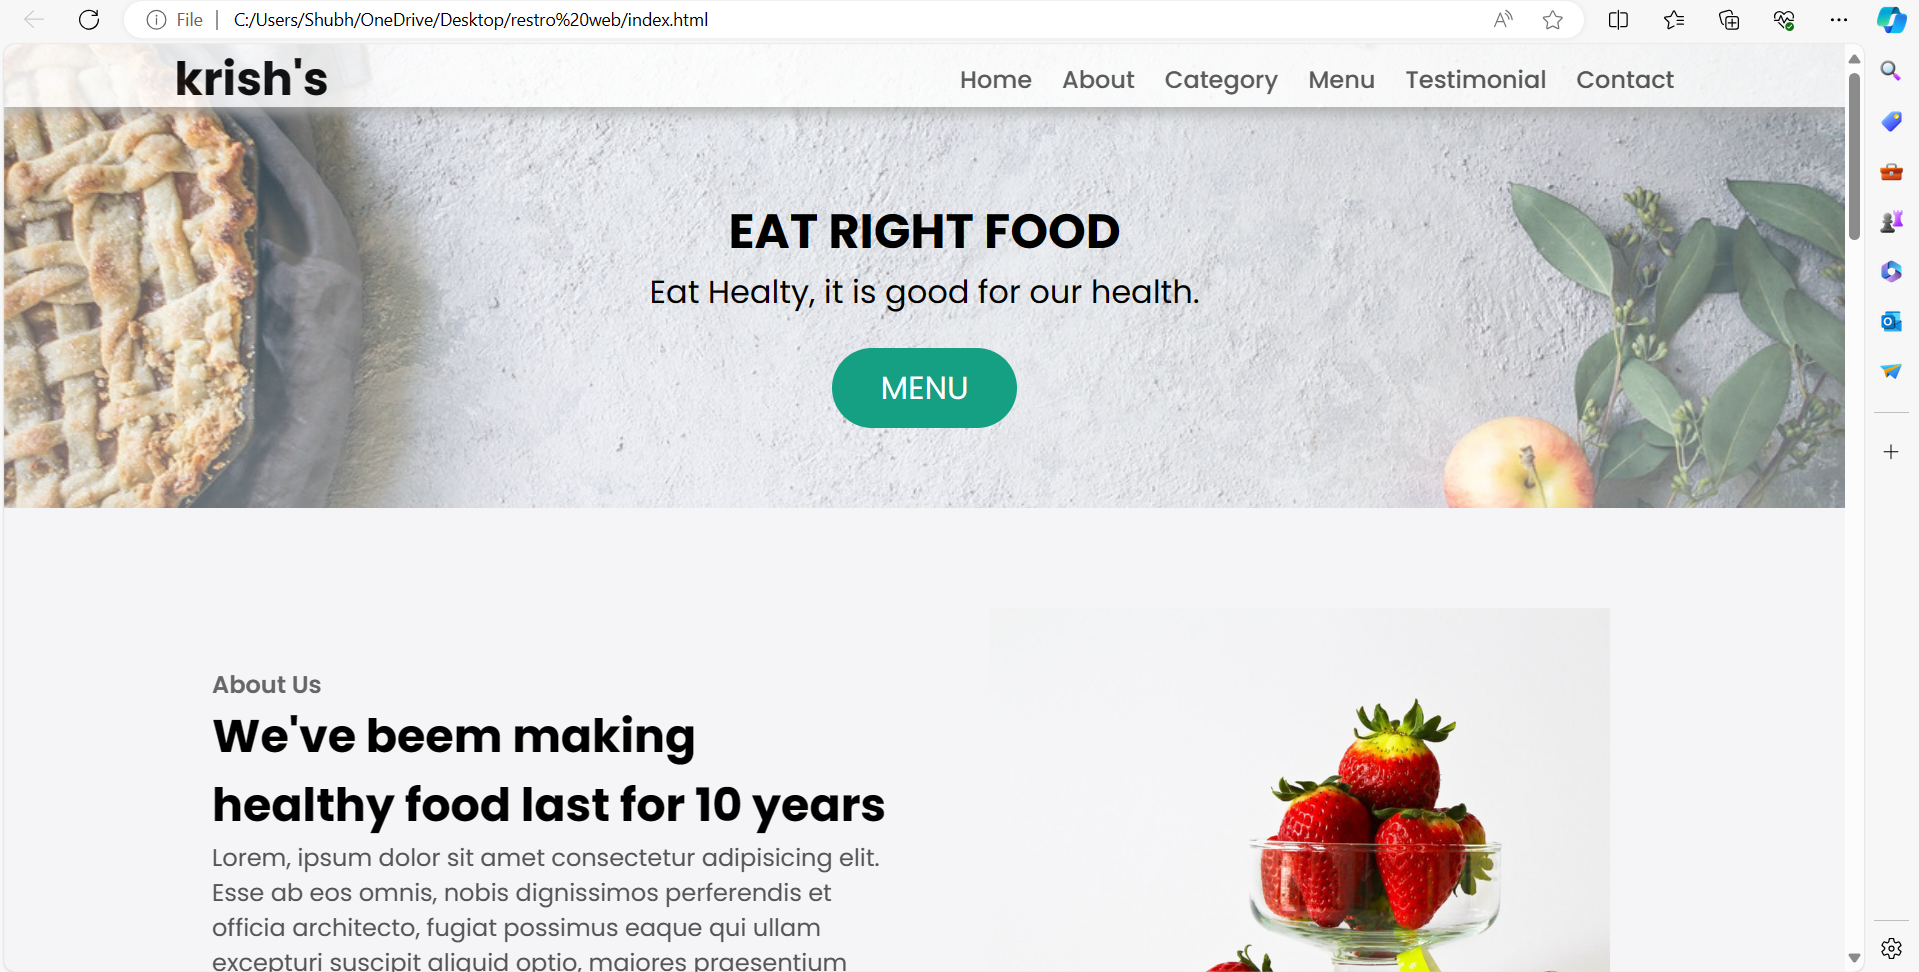 File | C:/Users/Shubh/OneDrive/Desktop/restro%20web/index.html
krish's
Home About Category Menu Testimonial Contact
EAT RIGHT FOOD
Eat Healty, it is good for our health.
MENU
About Us
We've beem making
healthy food last for 10 years
Lorem, ipsum dolor sit amet consectetur adipisicing elit.
Esse ab eos omnis, nobis dignissimos perferendis et
officia architecto, fugiat possimus eaque qui ullam
excepturi suscipit aliquid optio, maiores praesentium